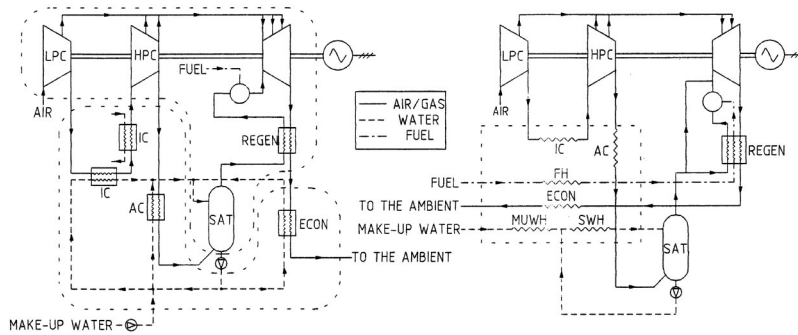 LPC
HPC
FUEL
AIR
IC
IC
REGEN
AC
SAT
ECON
TO THE AMBIENT
MAKE-UP WATER
AIR/GAS
WATER
FUEL
LPC
HPC
AIR
IC
AC
REGEN
FUEL
FH
ECON
TO THE AMBIENT
MAKE-UP WATER
MUWH
SWH
SAT